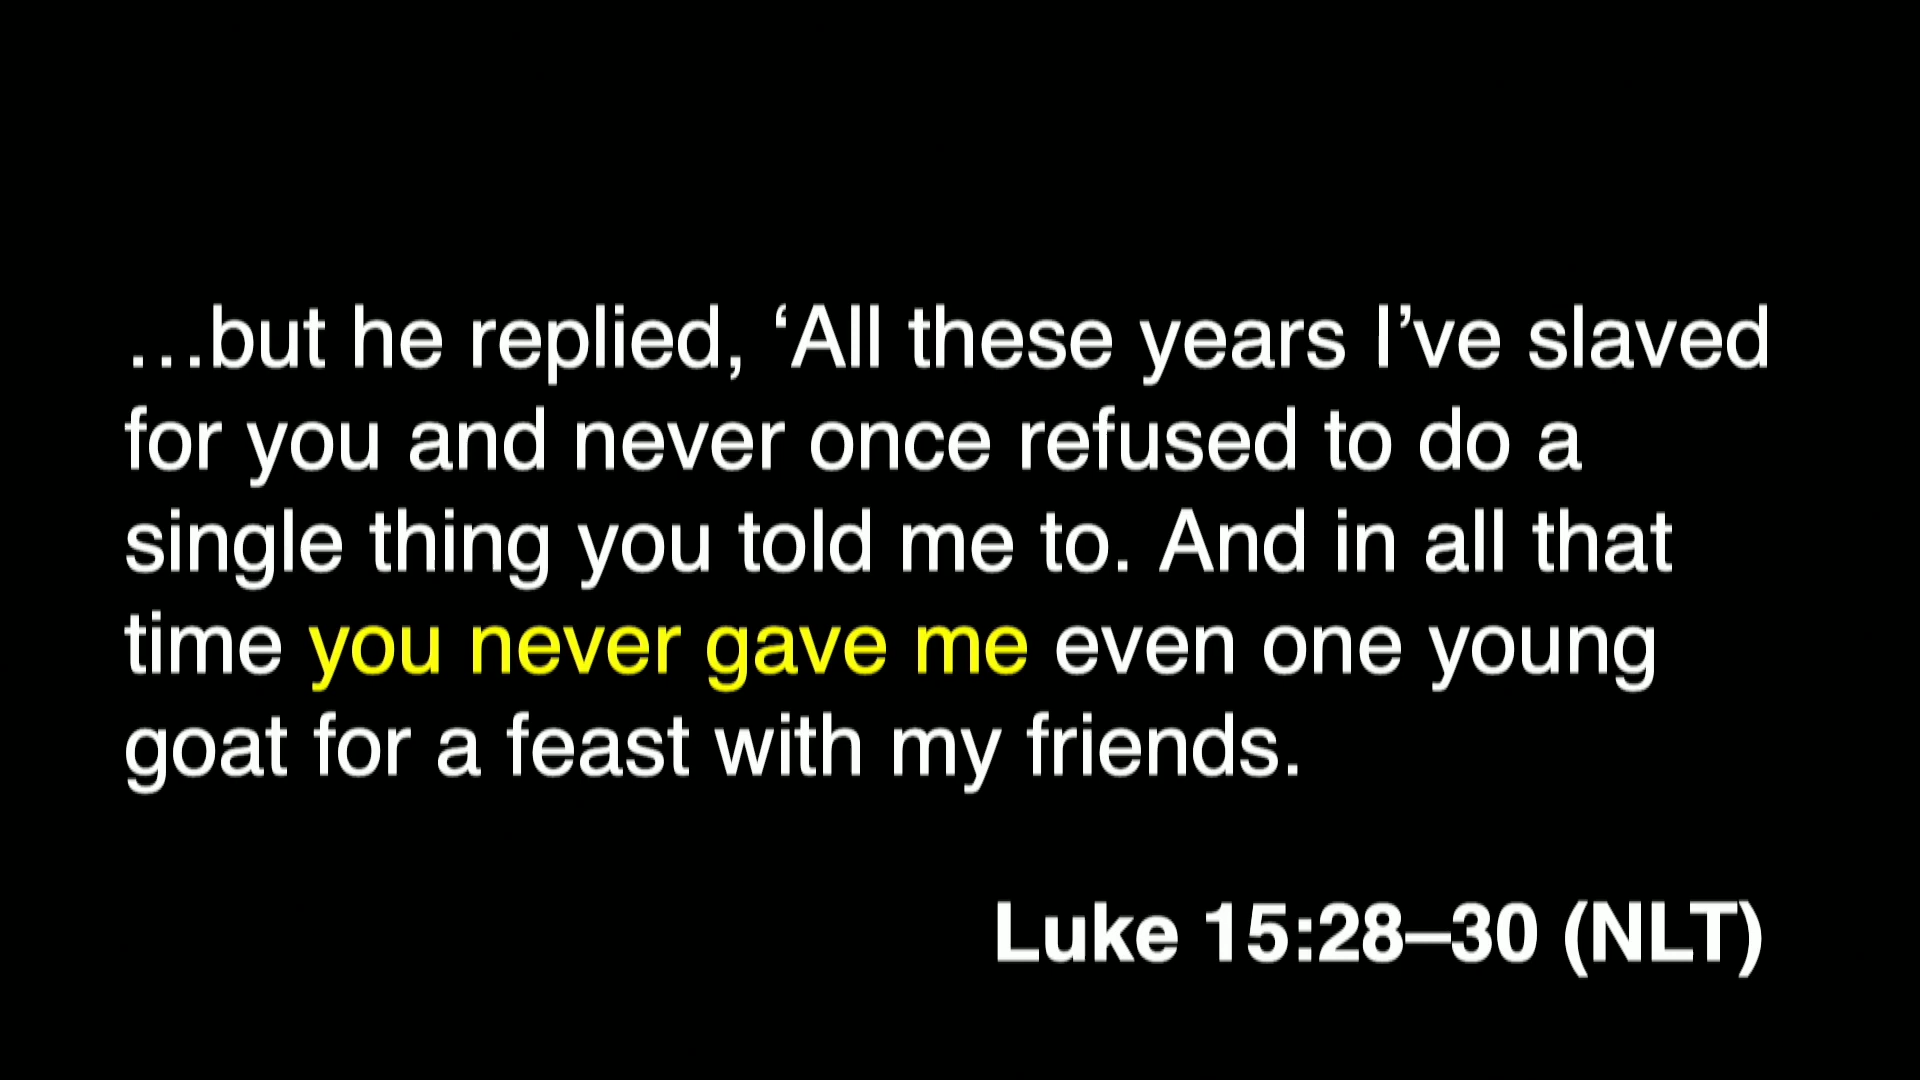 …but he replied, ‘All these years I’ve slaved
for you and never once refused to do a
single thing you told me to. And in all that
time you never gave me even one young
goat for a feast with my friends.
Luke 15:28–30 (NLT)